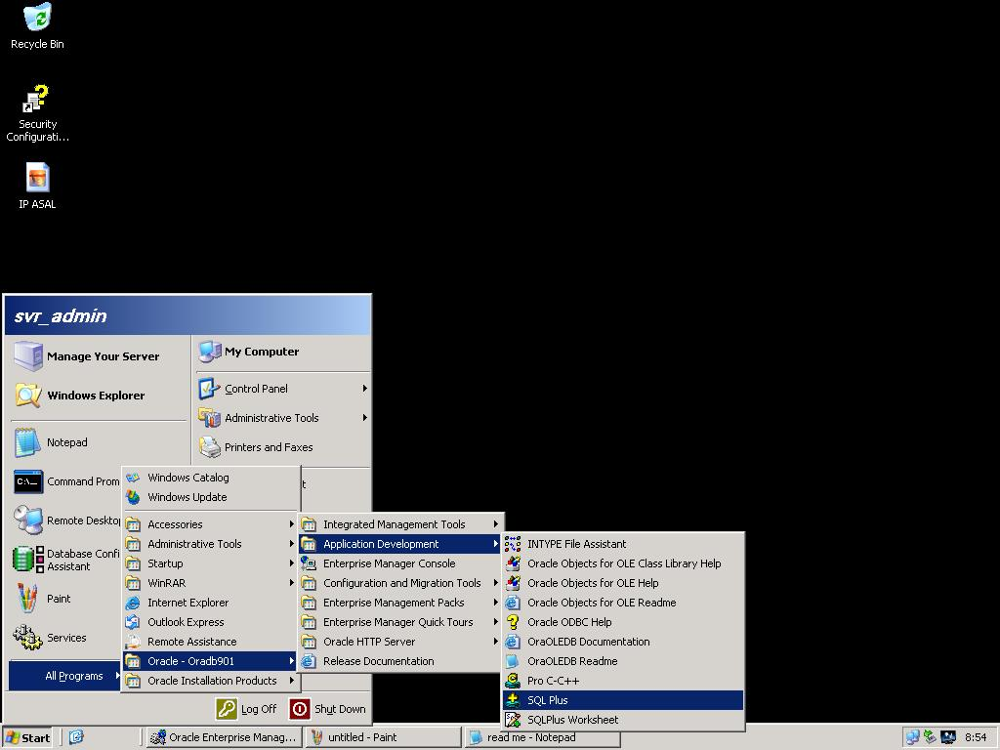 Recycle Bin
Security
Configurati...
IP ASAL
svr_admin
Manage Your Server
Windows Explorer
Notepad
Command Prom
Remote Desktop
Database Confi
Assistant
Paint
Services
All Programs
My Computer
Control Panel
Administrative Tools
Printers and Faxes
t
Windows Catalog
Windows Update
Accessories
Administrative Tools
Startup
WinRAR
Internet Explorer
Outlook Express
Remote Assistance
Oracle - Oradb901
Oracle Installation Products
Integrated Management Tools
Application Development
Enterprise Manager Console
Configuration and Migration Tools
Enterprise Management Packs
Enterprise Manager Quick Tours
Oracle HTTP Server
Release Documentation
INTYPE File Assistant
Oracle Objects for OLE Class Library Help
Oracle Objects for OLE Help
Oracle Objects for OLE Readme
Oracle ODBC Help
OraOLEDB Documentation
OraOLEDB Readme
Pro C-C++
SQL Plus
SQLPlus Worksheet
Log Off
Shut Down
Start
Oracle Enterprise Manag...
untitled - Paint
read me - Notepad
8:54